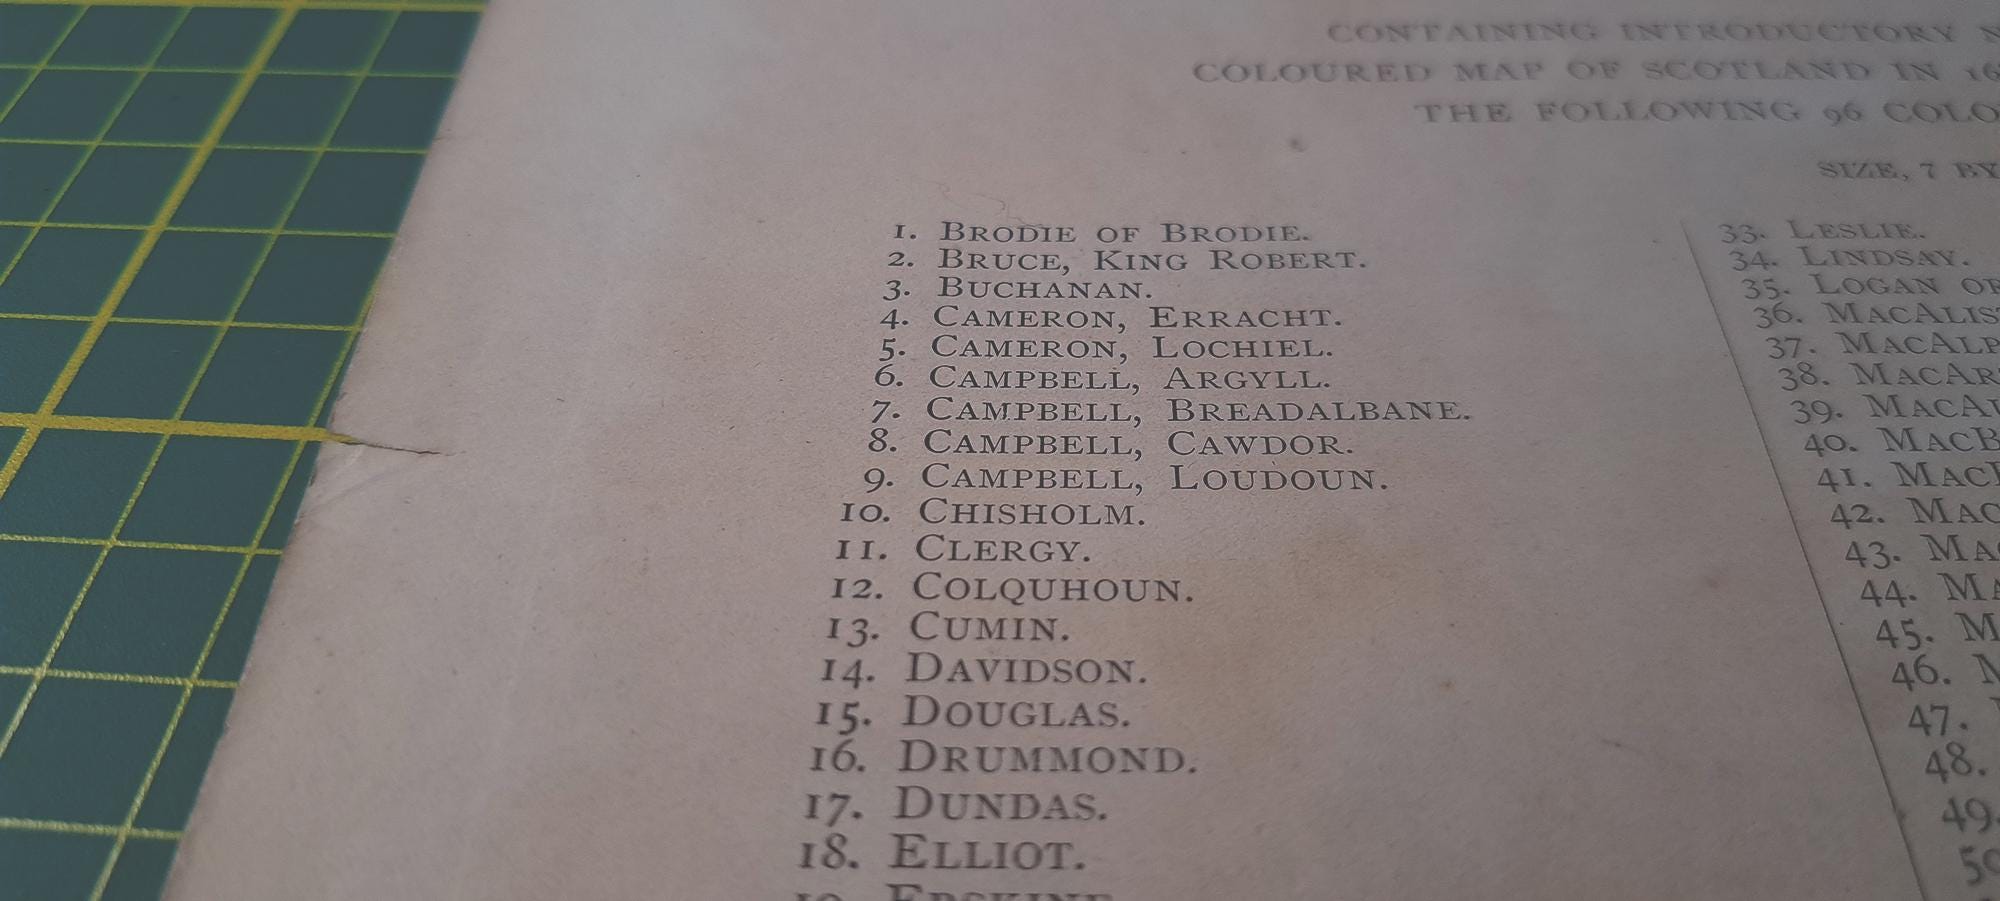 CONTAINING INTRODUCTORY
COLOURED MAP OF SCOTLAND IN
THE FOLLOWING 96
SIZE, 7 BY
1. BRODIE OF BRODIE.
2. BRUCE, KING ROBERT.
3. BUCHANAN.
4. CAMERON, ERRACHT.
5. CAMERON, LOCHIEL.
6. CAMPBELL, ARGYLL.
7. CAMPBELL, BREADALBANE.
8. CAMPBELL, CAWDOR.
9. CAMPBELL, LOUDOUN.
10. CHISHOLM.
11. CLERGY.
12. COLQUHOUN.
13. CUMIN.
14. DAVIDSON.
15. DOUGLAS.
16. DRUMMOND.
17. DUNDAS.
18. ELLIOT.
19. ERSKINE
33. LESLIE.
34. LINDSAY.
35. LOGAN OR
36.
37.
38.
39.
40.
41.
42.
43.
44.
45.
46.
47.
48.
49.
50